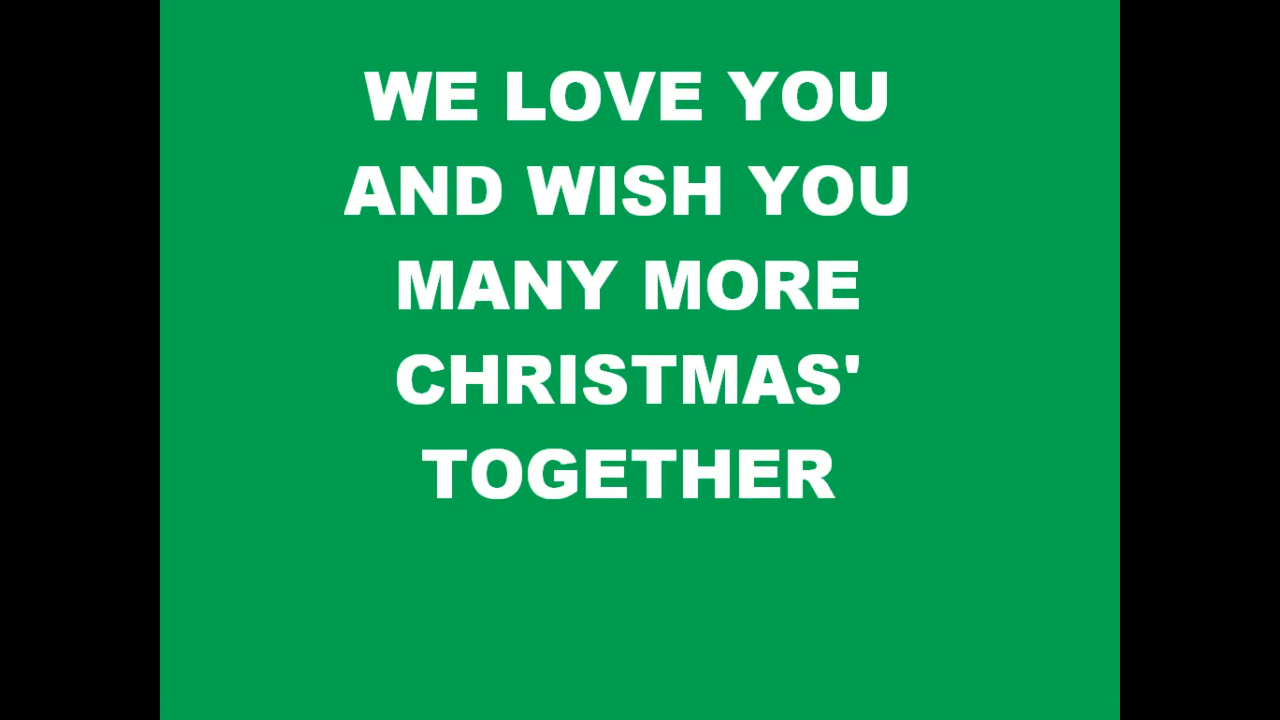 WE LOVE YOU
AND WISH YOU
MANY MORE
CHRISTMAS'
TOGETHER